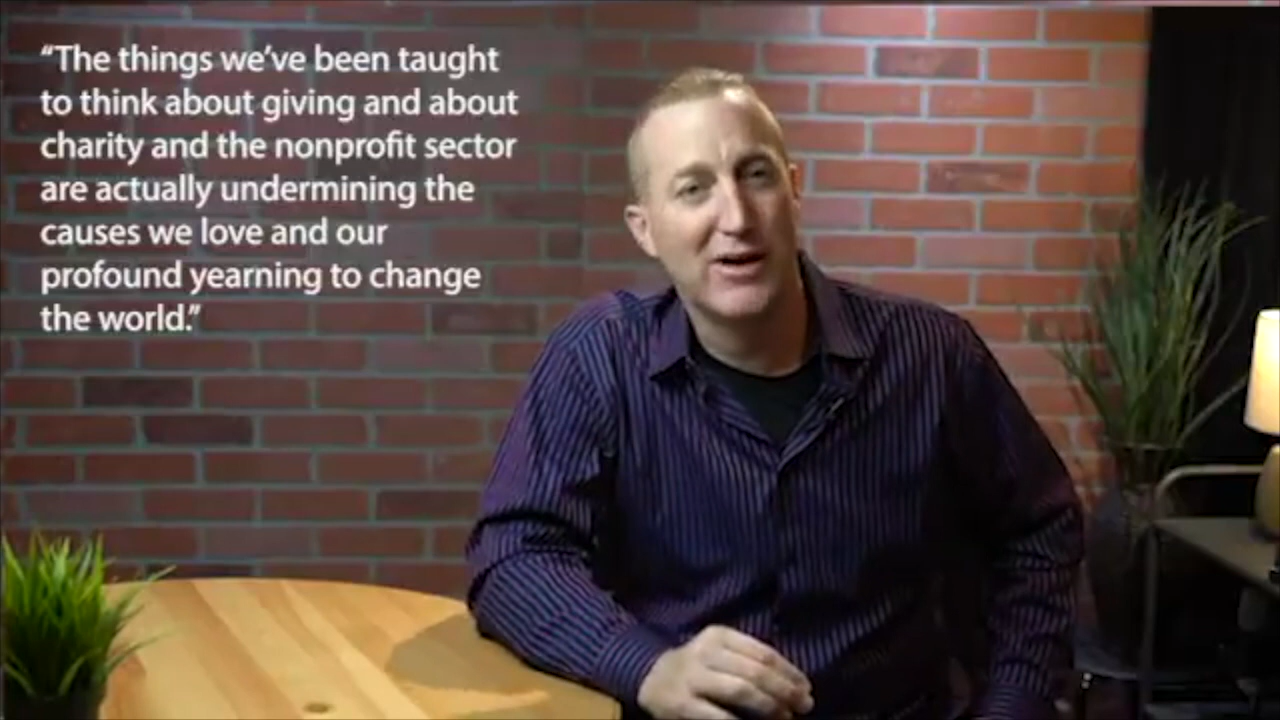 “The things we’ve been taught
to think about giving and about
charity and the nonprofit sector
are actually undermining the
causes we love and our
profound yearning to change
the world.”